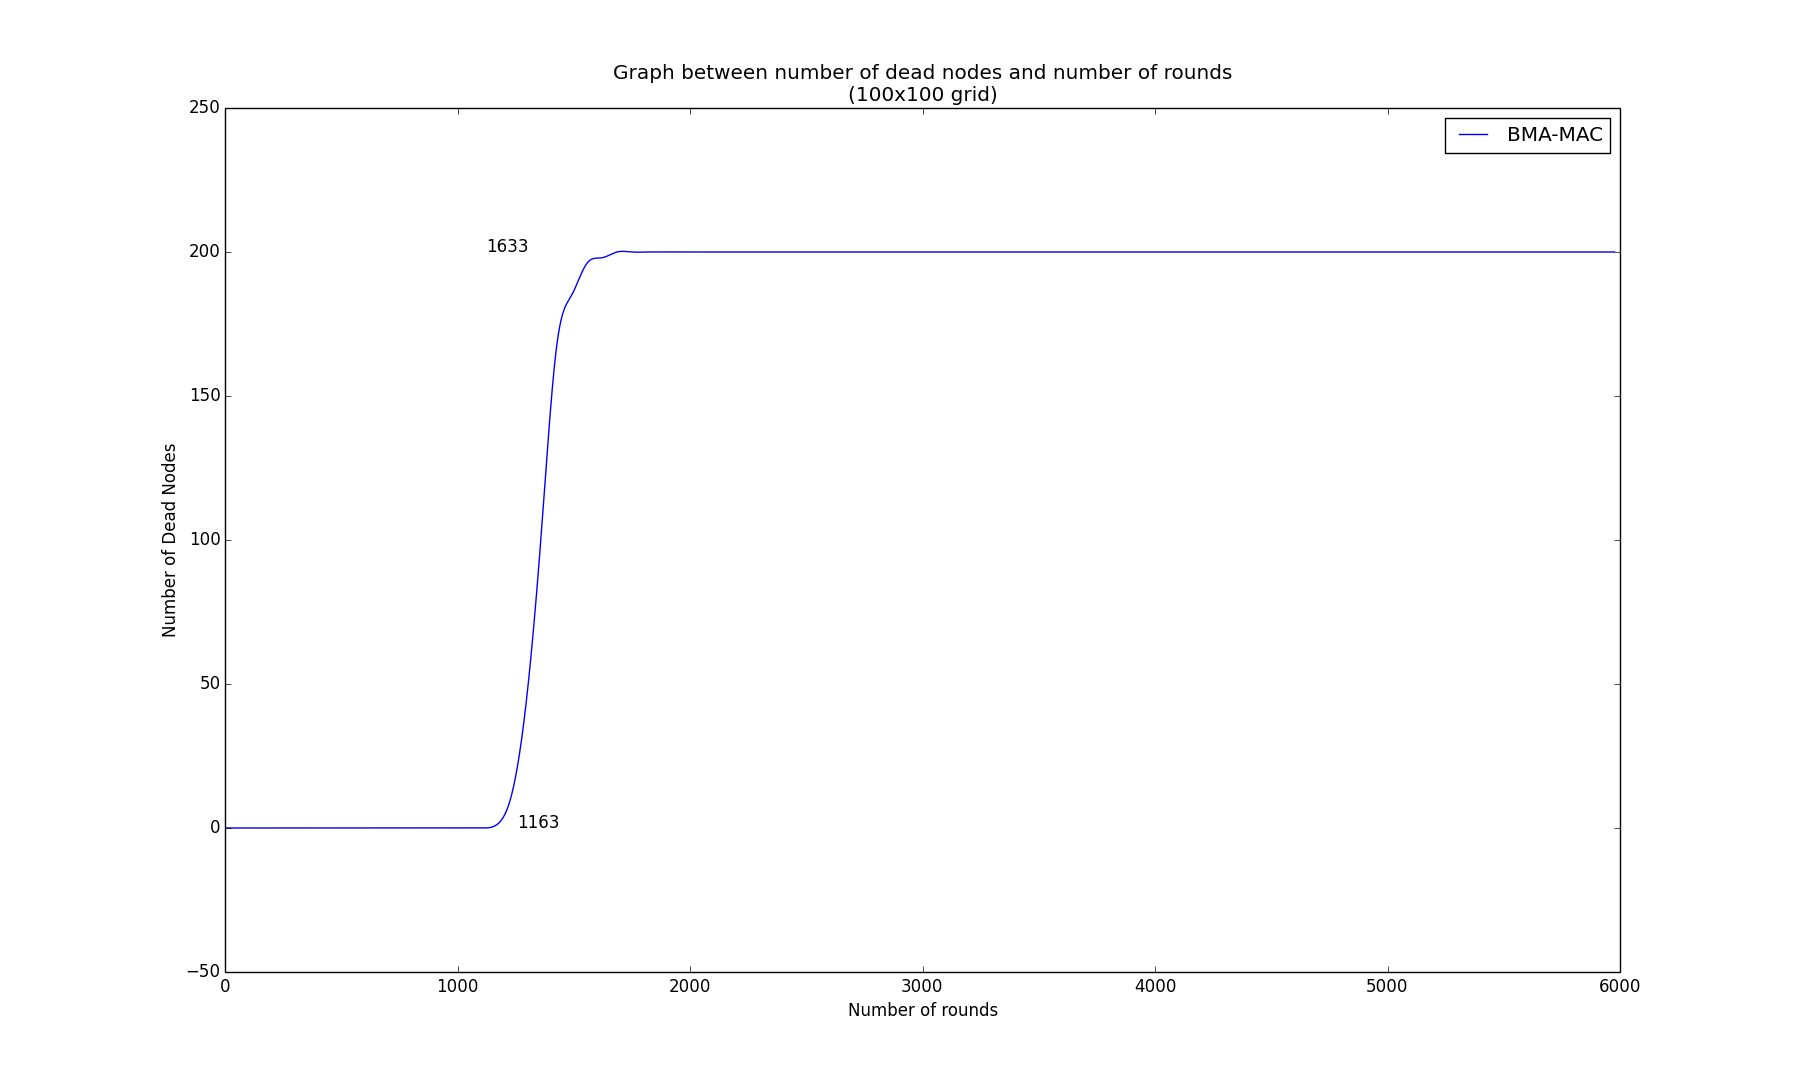 Graph between number of dead nodes and number of rounds
(100x100 grid)
250
BMA-MAC
200
1633
150
Number of Dead Nodes
100
50
0
1163
−50
0 1000 2000 3000 4000 5000 6000
Number of rounds